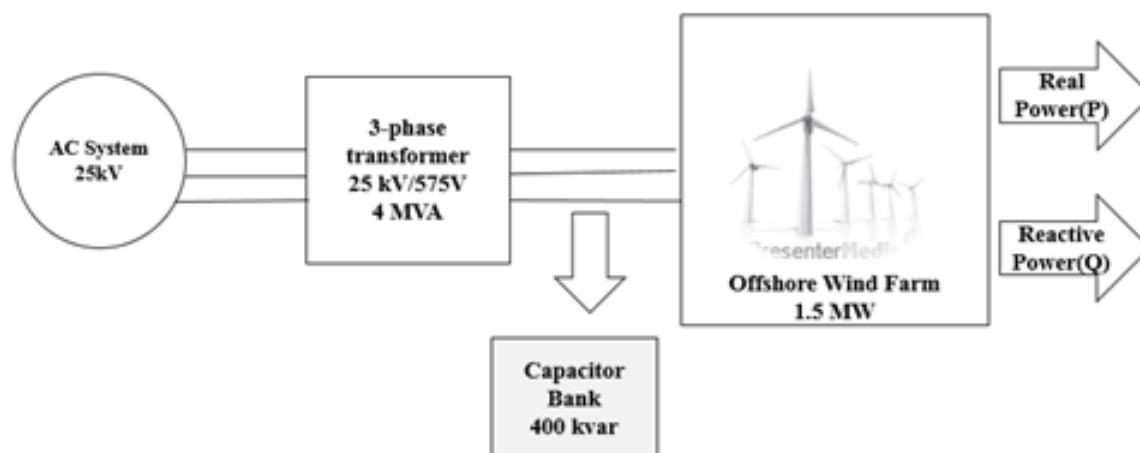 AC System
25kV
3-phase
transformer
25 kV/575V
4 MVA
PresenterMedia
Offshore Wind Farm
1.5 MW
Real
Power(P)
Reactive
Power(Q)
Capacitor
Bank
400 kvar